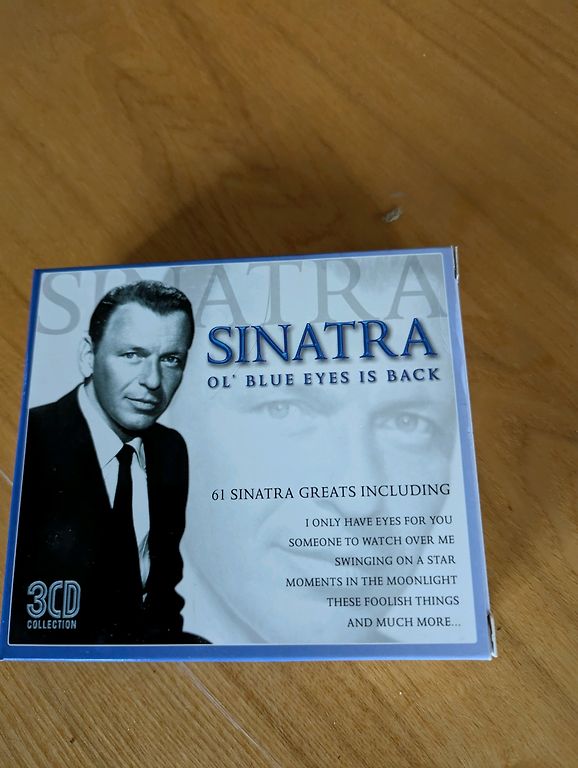 SINATRA
SINATRA
OL' BLUE EYES IS BACK
61 SINATRA GREATS INCLUDING
I ONLY HAVE EYES FOR YOU
SOMEONE TO WATCH OVER ME
SWINGING ON A STAR
MOMENTS IN THE MOONLIGHT
THESE FOOLISH THINGS
AND MUCH MORE...
3CD
COLLECTION